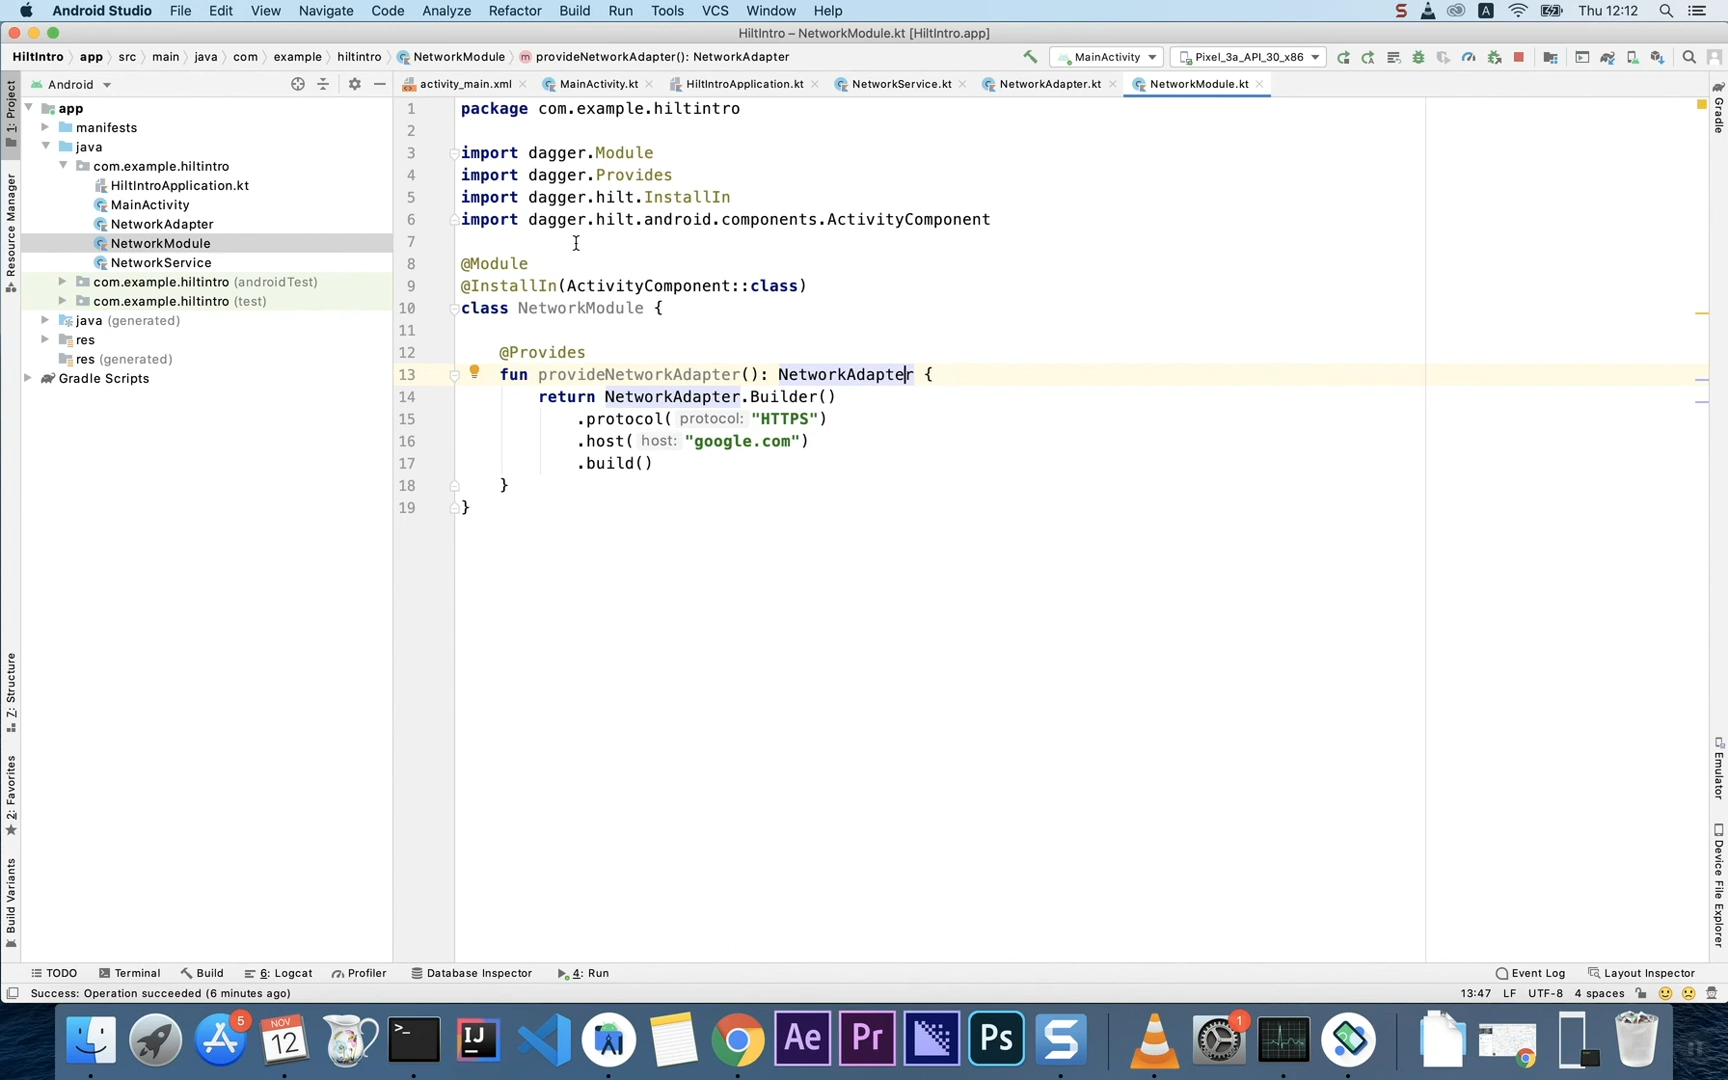 Android Studio File Edit View Navigate Code Analyze Refactor Build Run Tools VCS Window Help S A Thu 12:12
HiltIntro – NetworkModule.kt [HiltIntro.app]
HiltIntro app src main java com example hiltintro NetworkModule provideNetworkAdapter(): NetworkAdapter MainActivity Pixel_3a_API_30_x86
Android activity_main.xml MainActivity.kt HiltIntroApplication.kt NetworkService.kt NetworkAdapter.kt NetworkModule.kt
1: Project
Resource Manager
Z: Structure
2: Favorites
Build Variants
app
manifests
java
com.example.hiltintro
HiltIntroApplication.kt
MainActivity
NetworkAdapter
NetworkModule
NetworkService
com.example.hiltintro (androidTest)
com.example.hiltintro (test)
java (generated)
res
res (generated)
Gradle Scripts
1 package com.example.hiltintro
2
3 import dagger.Module
4 import dagger.Provides
5 import dagger.hilt.InstallIn
6 import dagger.hilt.android.components.ActivityComponent
7
8 @Module
9 @InstallIn(ActivityComponent::class)
10 class NetworkModule {
11
12 @Provides
13 fun provideNetworkAdapter(): NetworkAdapter {
14 return NetworkAdapter.Builder()
15 .protocol( protocol: "HTTPS")
16 .host( host: "google.com")
17 .build()
18 }
19 }
Gradle
Emulator
Device File Explorer
TODO Terminal Build 6: Logcat Profiler Database Inspector 4: Run Event Log Layout Inspector
Success: Operation succeeded (6 minutes ago) 13:47 LF UTF-8 4 spaces
5 NOV 12 >_ IJ Ae Pr Ps S 1